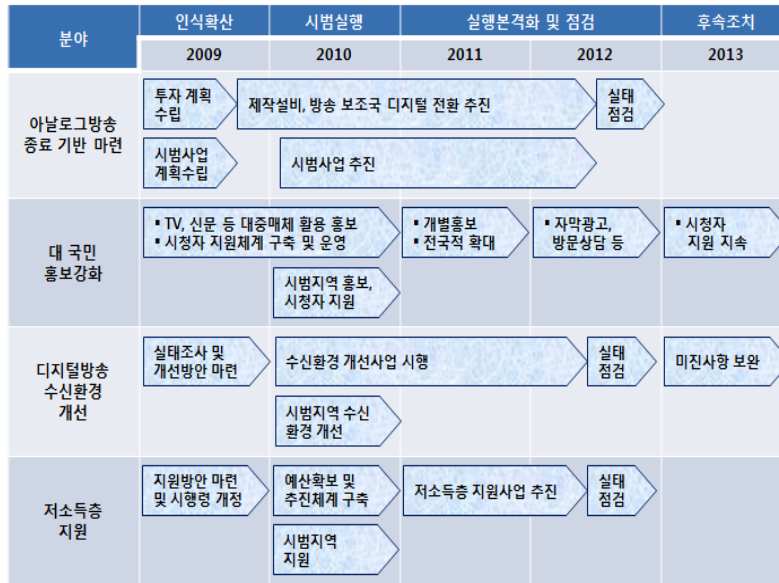 분야
인식확산
시범실행
실행본격화 및 점검
후속조치
2009
2010
2011
2012
2013
아날로그방송
종료 기반 마련
투자 계획
수립
제작설비, 방송 보조국 디지털 전환 추진
실태
점검
시범사업
계획수립
시범사업 추진
대 국민
홍보강화
▪ TV, 신문 등 대중매체 활용 홍보
▪ 시청자 지원체계 구축 및 운영
▪ 개별홍보
▪ 전국적 확대
▪ 자막광고,
방문상담 등
▪ 시청자
지원 지속
시범지역 홍보,
시청자 지원
디지털방송
수신환경
개선
실태조사 및
개선방안 마련
수신환경 개선사업 시행
실태
점검
미진사항 보완
시범지역 수신
환경 개선
저소득층
지원
지원방안 마련
및 시행령 개정
예산확보 및
추진체계 구축
저소득층 지원사업 추진
실태
점검
시범지역
지원